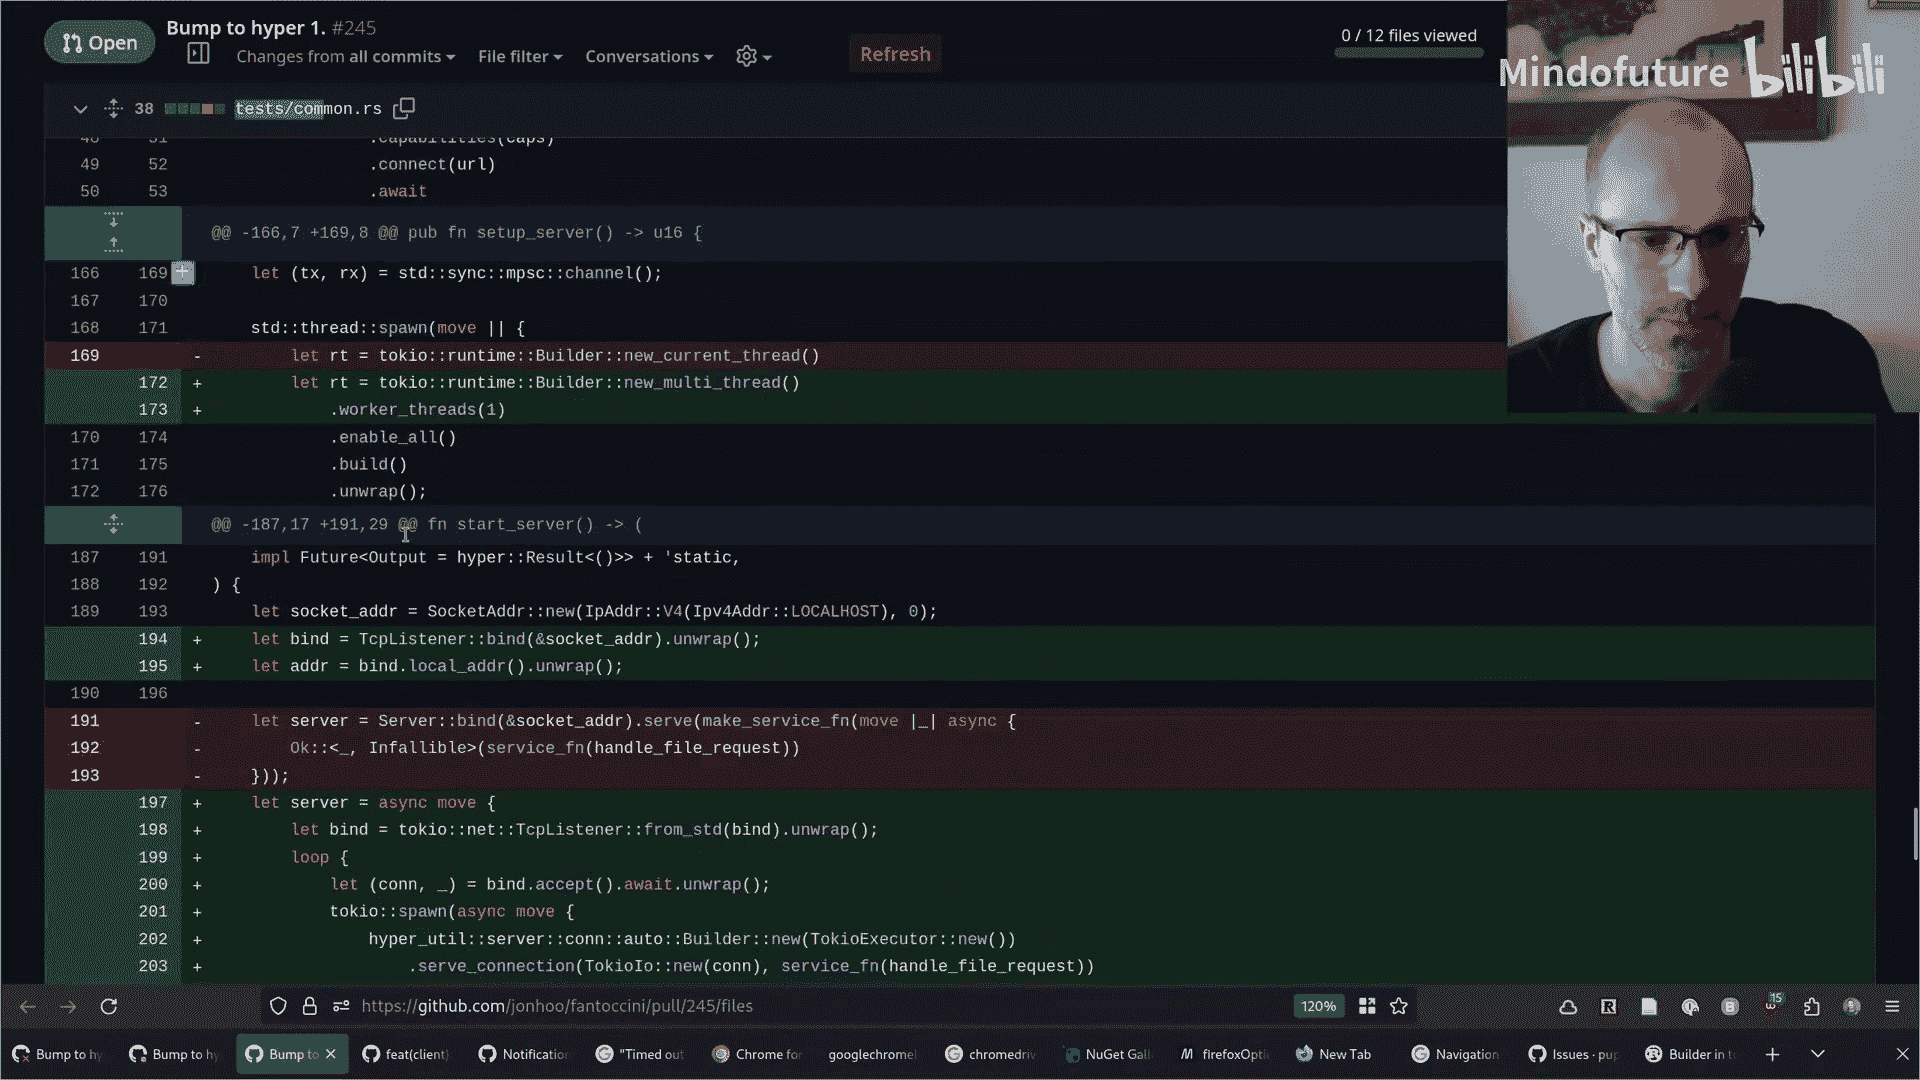 Open
Bump to hyper 1. #245
Changes from all commits
File filter
Conversations
Refresh
0 / 12 files viewed
Mindofuture bilibili
38 tests/common.rs
48 51 .capabilities(caps)
49 52 .connect(url)
50 53 .await
@@ -166,7 +169,8 @@ pub fn setup_server() -> u16 {
166 169 let (tx, rx) = std::sync::mpsc::channel();
167 170
168 171 std::thread::spawn(move || {
169 - let rt = tokio::runtime::Builder::new_current_thread()
172 + let rt = tokio::runtime::Builder::new_multi_thread()
173 + .worker_threads(1)
170 174 .enable_all()
171 175 .build()
172 176 .unwrap();
@@ -187,17 +191,29 @@ fn start_server() -> (
187 191 impl Future<Output = hyper::Result<()>> + 'static,
188 192 ) {
189 193 let socket_addr = SocketAddr::new(IpAddr::V4(Ipv4Addr::LOCALHOST), 0);
194 + let bind = TcpListener::bind(&socket_addr).unwrap();
195 + let addr = bind.local_addr().unwrap();
190 196
191 - let server = Server::bind(&socket_addr).serve(make_service_fn(move |_| async {
192 - Ok::<_, Infallible>(service_fn(handle_file_request))
193 - }));
197 + let server = async move {
198 + let bind = tokio::net::TcpListener::from_std(bind).unwrap();
199 + loop {
200 + let (conn, _) = bind.accept().await.unwrap();
201 + tokio::spawn(async move {
202 + hyper_util::server::conn::auto::Builder::new(TokioExecutor::new())
203 + .serve_connection(TokioIo::new(conn), service_fn(handle_file_request))
https://github.com/jonhoo/fantoccini/pull/245/files
120%
15
Bump to hy
Bump to hy
Bump to
feat(client)
Notification
"Timed out
Chrome for
googlechromel
chromedriv
NuGet Gall
firefoxOpti
New Tab
Navigation
Issues · pup
Builder in t